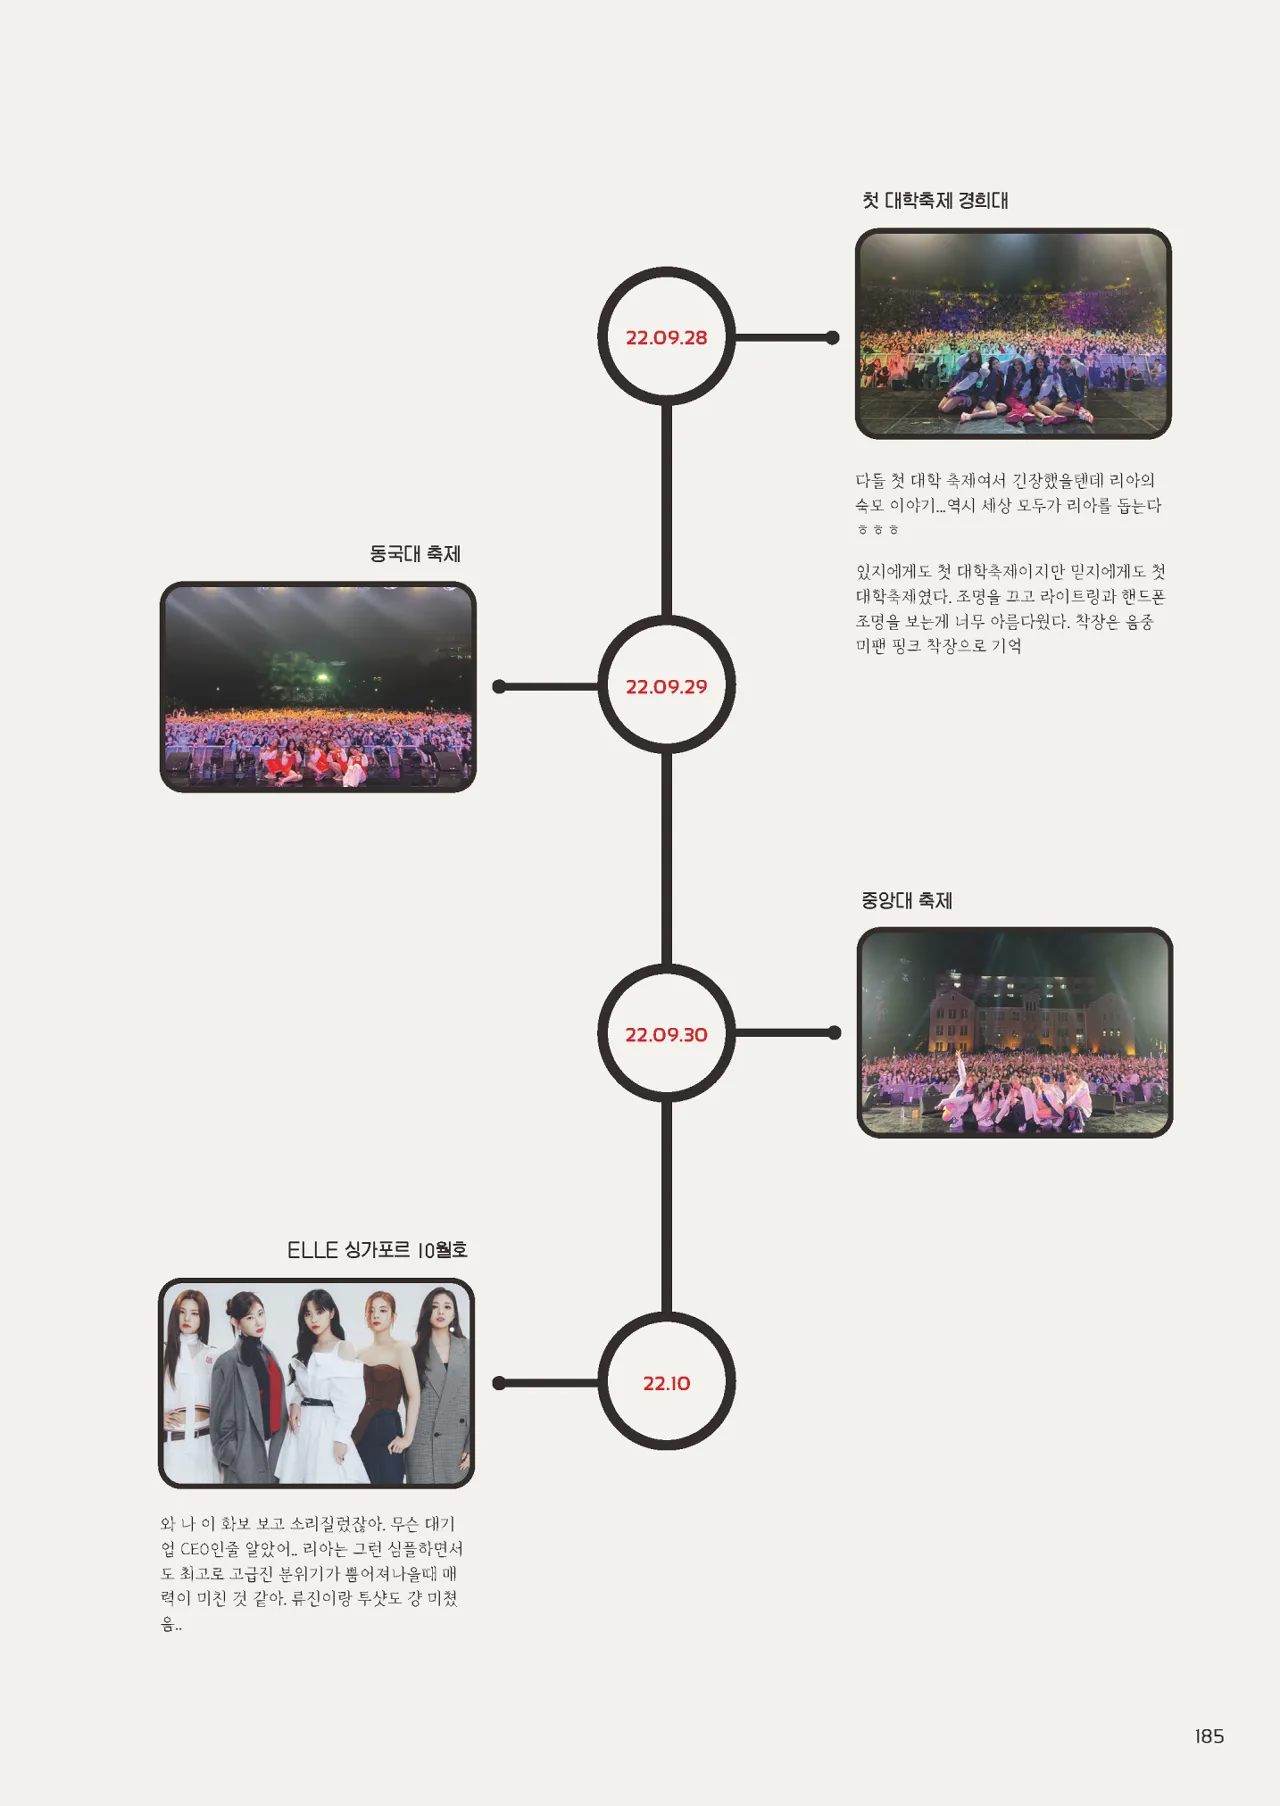 첫 대학축제 경희대
22.09.28
다들 첫 대학 축제여서 긴장했을텐데 리아의
숙모 이야기...역시 세상 모두가 리아를 돕는다
ㅎㅎㅎ
있지에게도 첫 대학축제이지만 믿지에게도 첫
대학축제였다. 조명을 끄고 라이트링과 핸드폰
조명을 보는게 너무 아름다웠다. 착장은 음중
미팬 핑크 착장으로 기억
동국대 축제
22.09.29
중앙대 축제
22.09.30
ELLE 싱가포르 10월호
22.10
와 나 이 화보 보고 소리질렀잖아. 무슨 대기
업 CEO인줄 알았어.. 리아는 그런 심플하면서
도 최고로 고급진 분위기가 뿜어져나올때 매
력이 미친 것 같아. 류진이랑 투샷도 걍 미쳤
음..
185